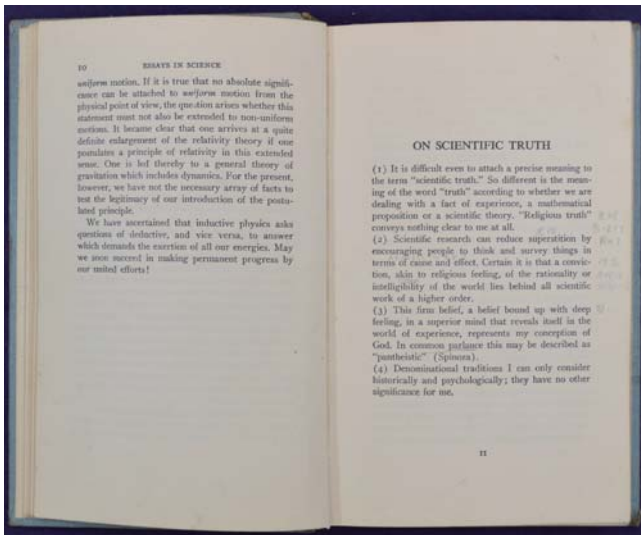 10 ESSAYS IN SCIENCE
uniform motion. If it is true that no absolute signifi-
cance can be attached to uniform motion from the
physical point of view, the question arises whether this
statement must not also be extended to non-uniform
motions. It became clear that one arrives at a quite
definite enlargement of the relativity theory if one
postulates a principle of relativity in this extended
sense. One is led thereby to a general theory of
gravitation which includes dynamics. For the present,
however, we have not the necessary array of facts to
test the legitimacy of our introduction of the postu-
lated principle.
We have ascertained that inductive physics asks
questions of deductive, and vice versa, to answer
which demands the exertion of all our energies. May
we soon succeed in making permanent progress by
our united efforts!
ON SCIENTIFIC TRUTH
(1) It is difficult even to attach a precise meaning to
the term "scientific truth." So different is the mean-
ing of the word "truth" according to whether we are
dealing with a fact of experience, a mathematical
proposition or a scientific theory. "Religious truth"
conveys nothing clear to me at all.
(2) Scientific research can reduce superstition by
encouraging people to think and survey things in
terms of cause and effect. Certain it is that a convic-
tion, akin to religious feeling, of the rationality or
intelligibility of the world lies behind all scientific
work of a higher order.
(3) This firm belief, a belief bound up with deep
feeling, in a superior mind that reveals itself in the
world of experience, represents my conception of
God. In common parlance this may be described as
"pantheistic" (Spinoza).
(4) Denominational traditions I can only consider
historically and psychologically; they have no other
significance for me.
11